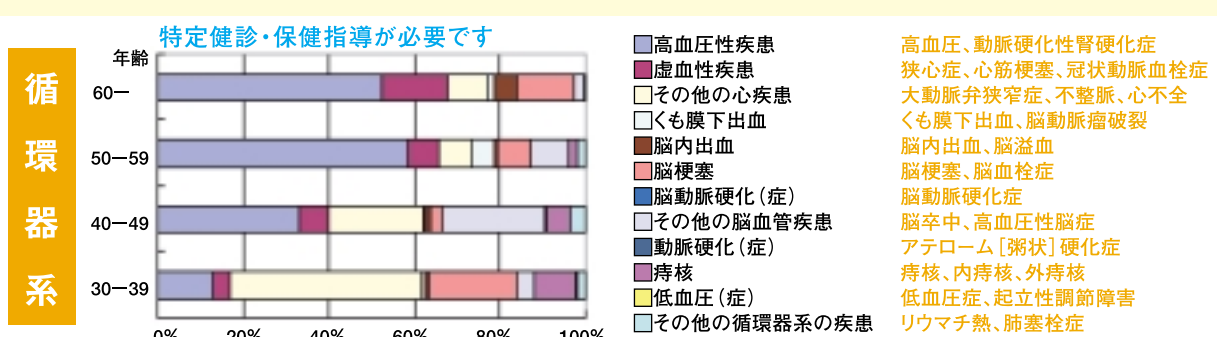 特定健診・保健指導が必要です
循環器系
年齢
60ー
50ー59
40ー49
30ー39
0%
20%
40%
60%
80%
100%
高血圧性疾患 高血圧、動脈硬化性腎硬化症
虚血性疾患 狭心症、心筋梗塞、冠状動脈血栓症
その他の心疾患 大動脈弁狭窄症、不整脈、心不全
くも膜下出血 くも膜下出血、脳動脈瘤破裂
脳内出血 脳内出血、脳溢血
脳梗塞 脳梗塞、脳血栓症
脳動脈硬化（症） 脳動脈硬化症
その他の脳血管疾患 脳卒中、高血圧性脳症
動脈硬化（症） アテローム［粥状］硬化症
痔核 痔核、内痔核、外痔核
低血圧（症） 低血圧症、起立性調節障害
その他の循環器系の疾患 リウマチ熱、肺塞栓症